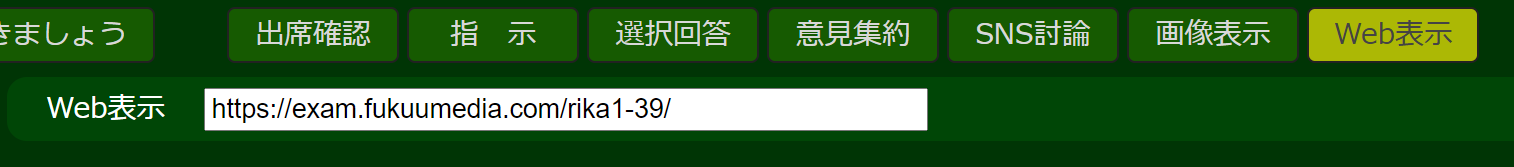 きましょう 出席確認 指　示 選択回答 意見集約 SNS討論 画像表示 Web表示
Web表示 https://exam.fukuumedia.com/rika1-39/